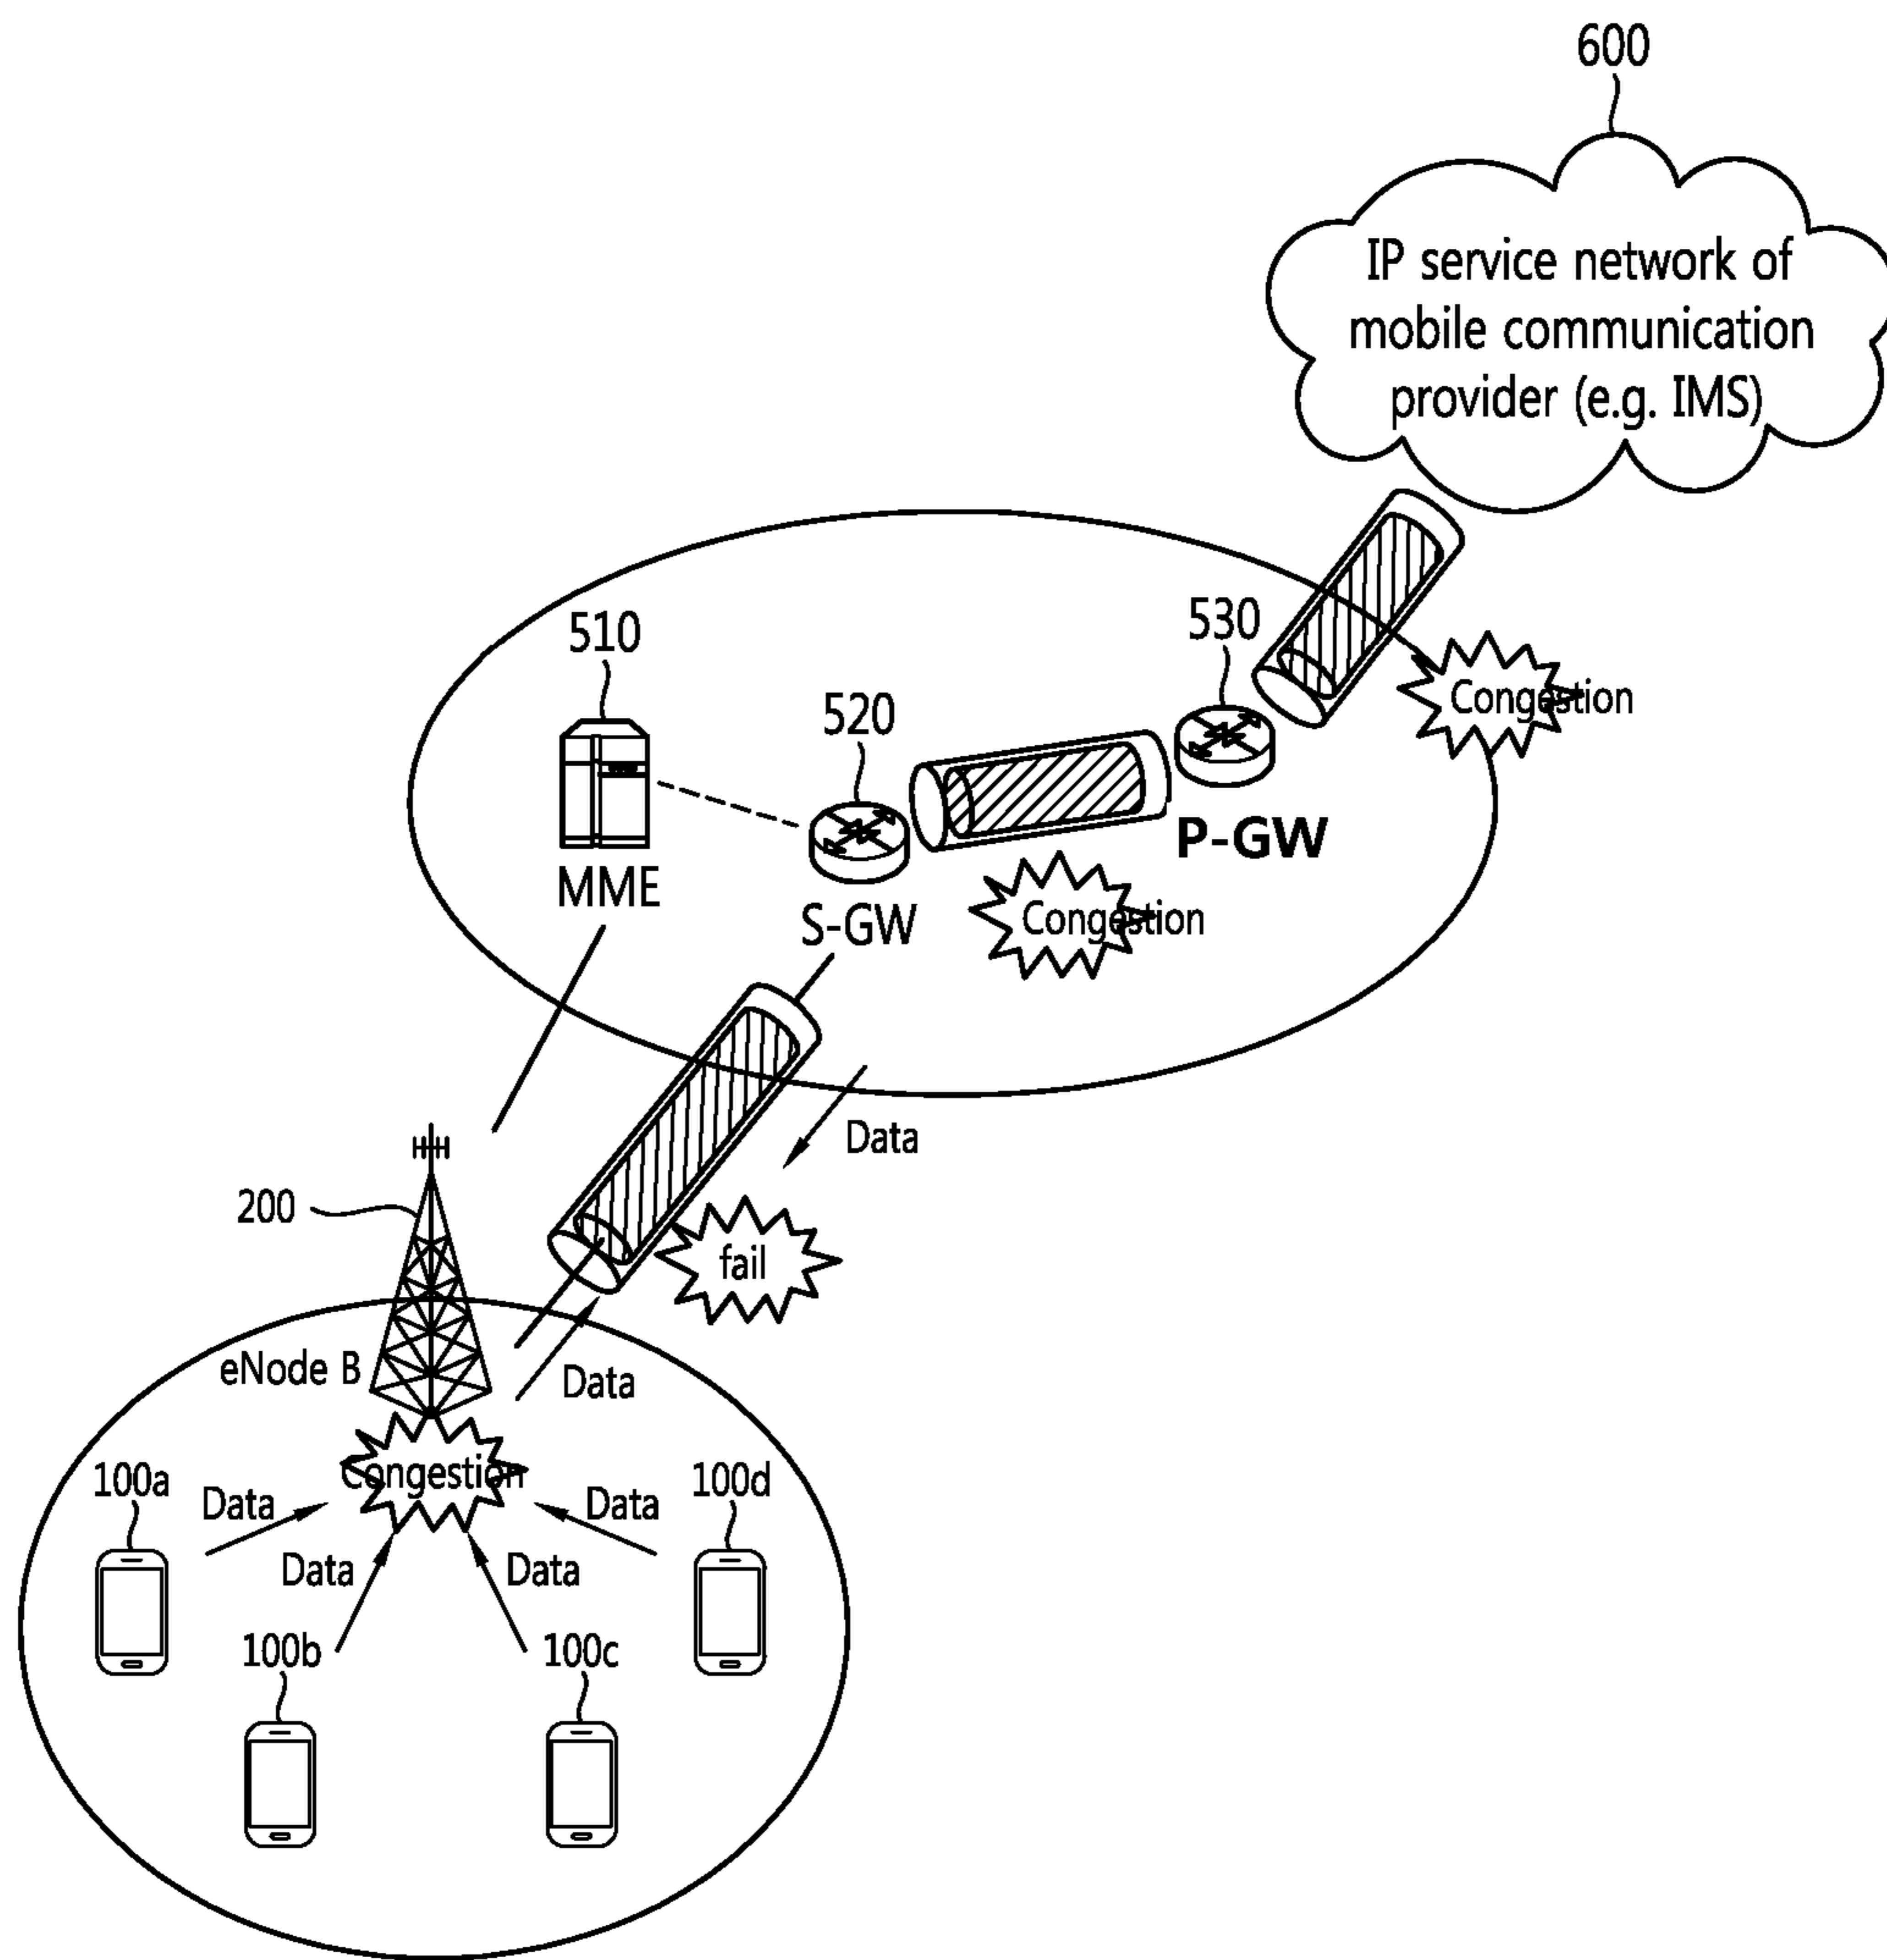 600
IP service network of
mobile communication
provider (e.g. IMS)
510
530
520
Congestion
P-GW
MME
S-GW
Congestion
Data
200
fail
eNode B
Data
100a
Data
Congestion
Data
100d
Data
Data
100b
100c